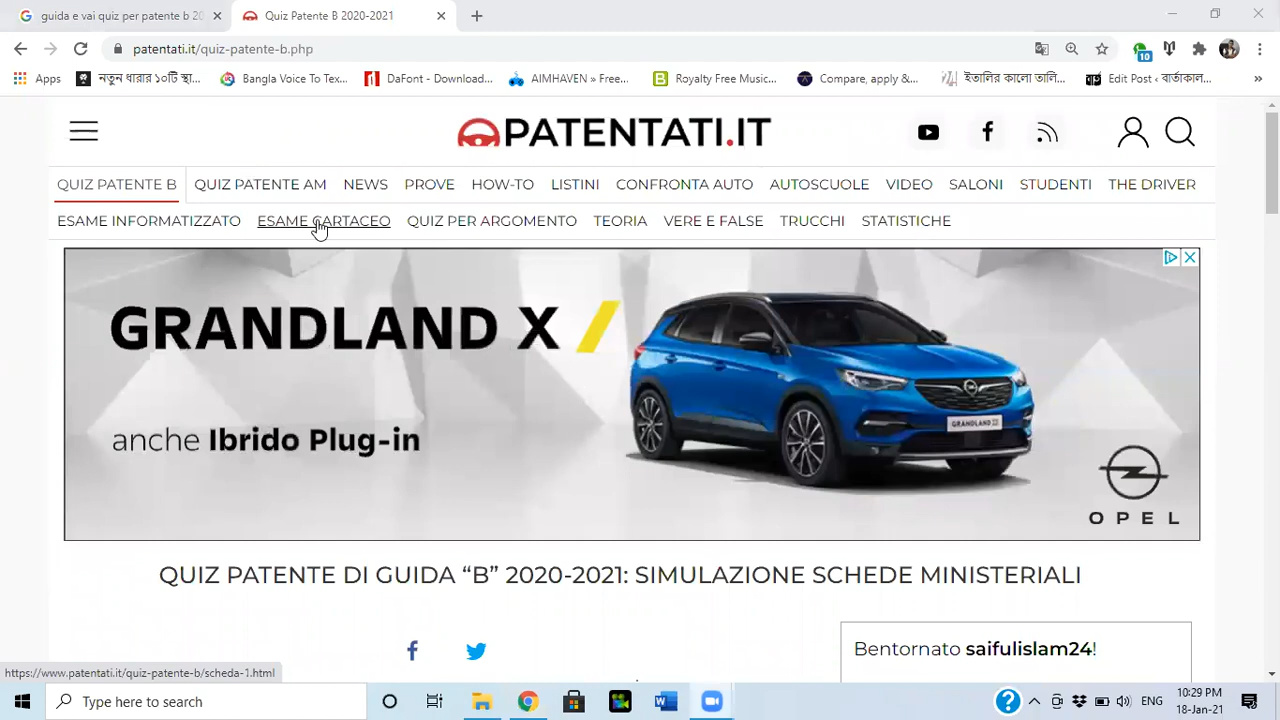 guida e vai quiz per patente b 20
Quiz Patente B 2020-2021
patentati.it/quiz-patente-b.php
10
Apps
নতুন ধারার ১০টি স্থা...
Bangla Voice To Tex...
DaFont - Download...
AIMHAVEN » Free...
Royalty Free Music...
Compare, apply &...
ইতালির কালো তালি...
Edit Post ‹ বার্তাকাল...
»
PATENTATI.IT
QUIZ PATENTE B QUIZ PATENTE AM NEWS PROVE HOW-TO LISTINI CONFRONTA AUTO AUTOSCUOLE VIDEO SALONI STUDENTI THE DRIVER
ESAME INFORMATIZZATO ESAME CARTACEO QUIZ PER ARGOMENTO TEORIA VERE E FALSE TRUCCHI STATISTICHE
GRANDLAND X
anche Ibrido Plug-in
GRANDLAND X
OPEL
QUIZ PATENTE DI GUIDA “B” 2020-2021: SIMULAZIONE SCHEDE MINISTERIALI
Bentornato saifulislam24!
https://www.patentati.it/quiz-patente-b/scheda-1.html
Type here to search
ENG
10:29 PM
18-Jan-21